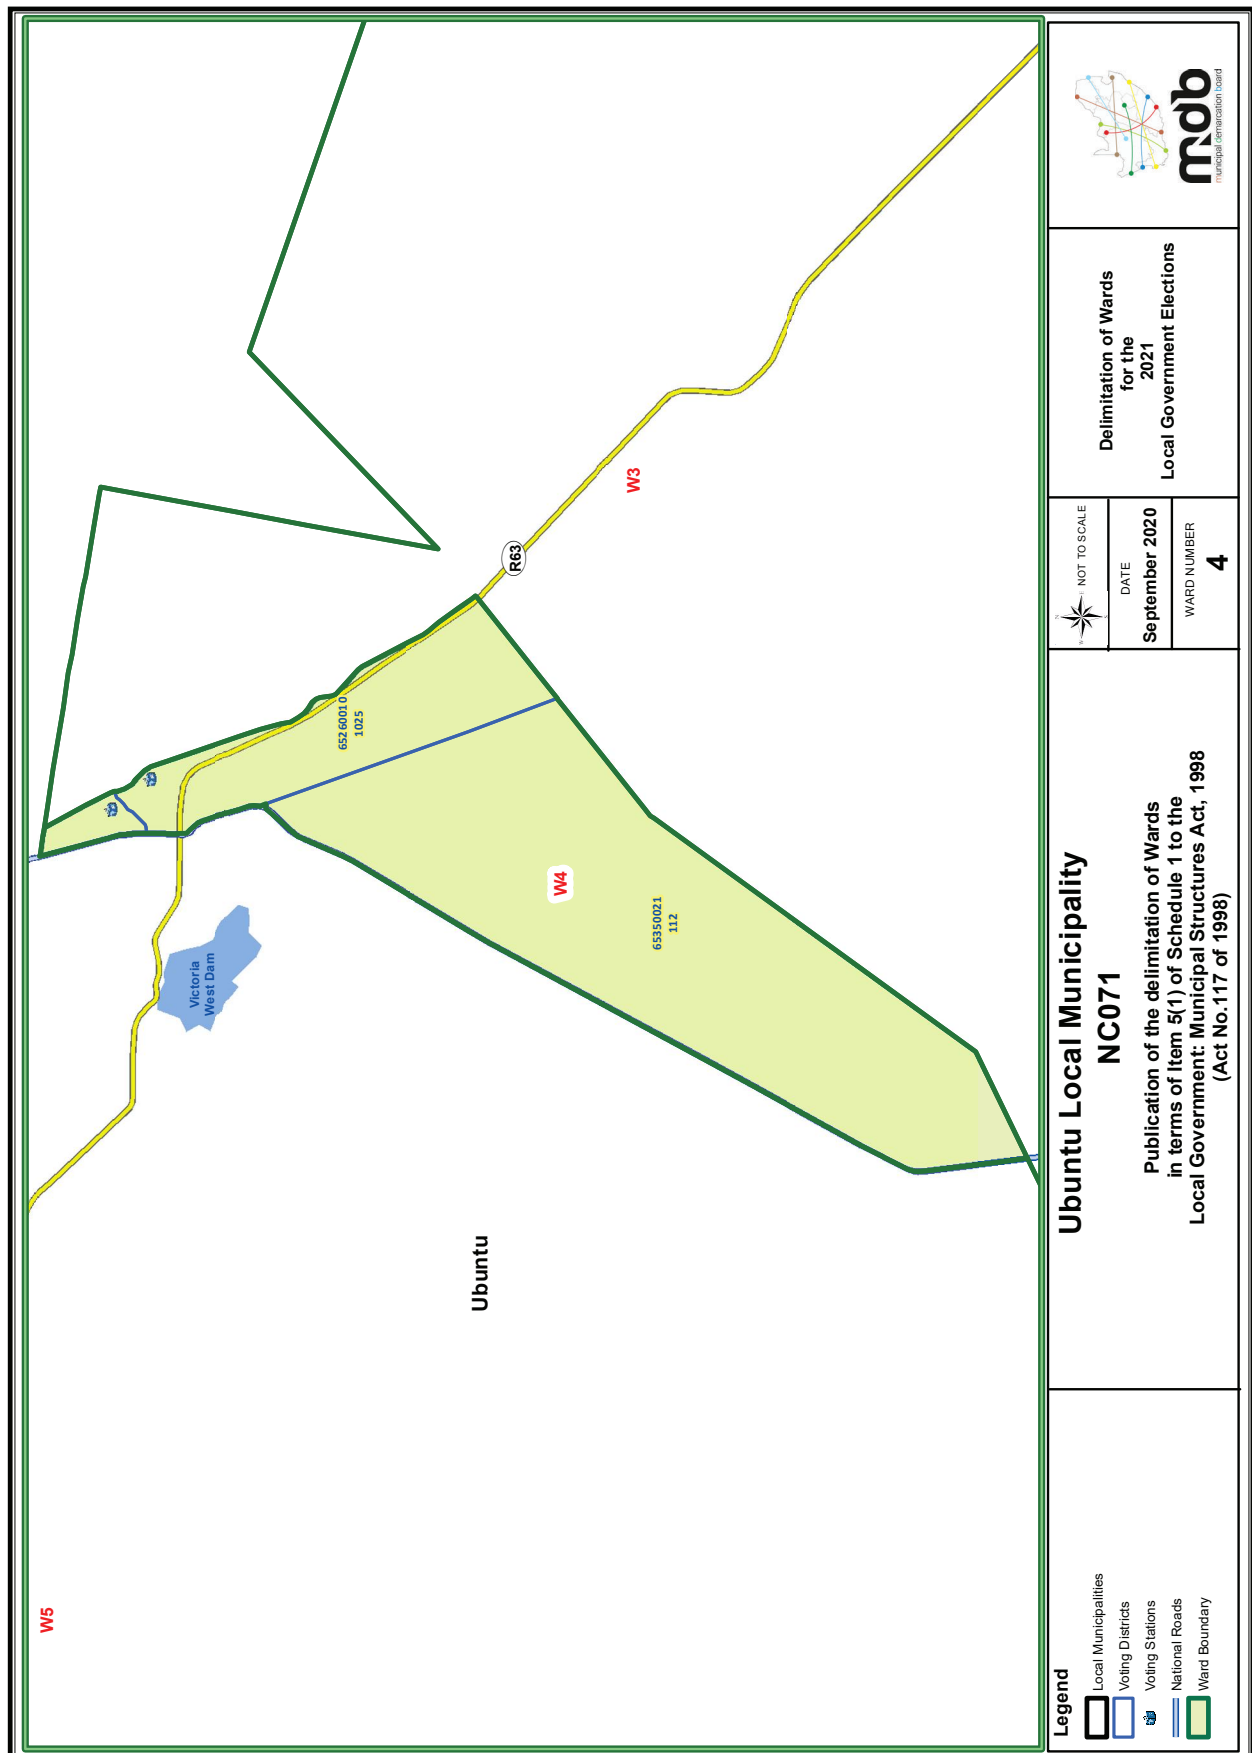 W5
Victoria
West Dam
65260010
1025
W4
65350021
112
R63
W3
Ubuntu
Legend
Local Municipalities
Voting Districts
Voting Stations
National Roads
Ward Boundary
Ubuntu Local Municipality
NC071
Publication of the delimitation of Wards
in terms of Item 5(1) of Schedule 1 to the
Local Government: Municipal Structures Act, 1998
(Act No.117 of 1998)
N
W
E
S
NOT TO SCALE
DATE
September 2020
WARD NUMBER
4
Delimitation of Wards
for the
2021
Local Government Elections
mdb
municipal demarcation board